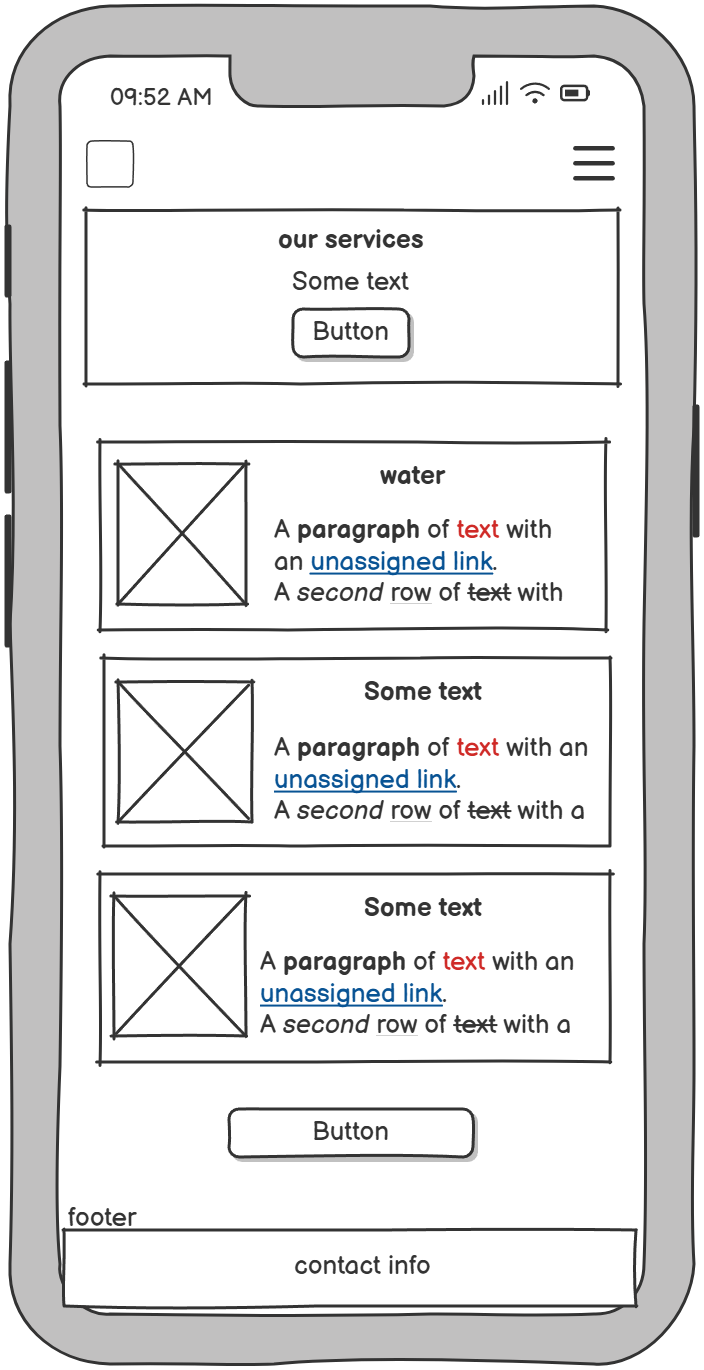 09:52 AM
our services
Some text
Button
water
A paragraph of text with
an unassigned link.
A second row of text with
Some text
A paragraph of text with an
unassigned link.
A second row of text with a
Some text
A paragraph of text with an
unassigned link.
A second row of text with a
Button
footer
contact info